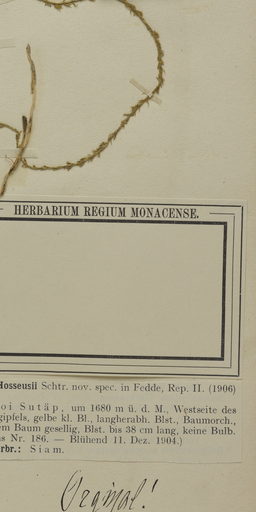 HERBARIUM REGIUM MONACENSE.
Hosseusii Schtr. nov. spec. in Fedde, Rep. II. (1906)
oi Sutäp, um 1680 m ü. d. M., Westseite des
gipfels, gelbe kl. Bl., langherabh. Blst., Baumorch.,
em Baum gesellig, Blst. bis 38 cm lang, keine Bulb.
us Nr. 186. — Blühend 11. Dez. 1904.)
rbr.: Siam.
Original!